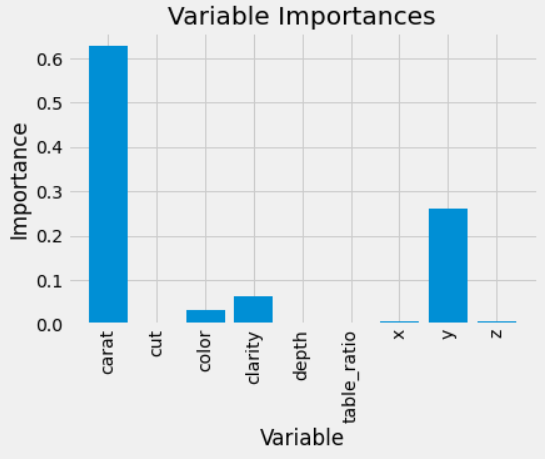 Variable Importances
Importance
0.6
0.5
0.4
0.3
0.2
0.1
0.0
carat
cut
color
clarity
depth
table_ratio
x
y
z
Variable